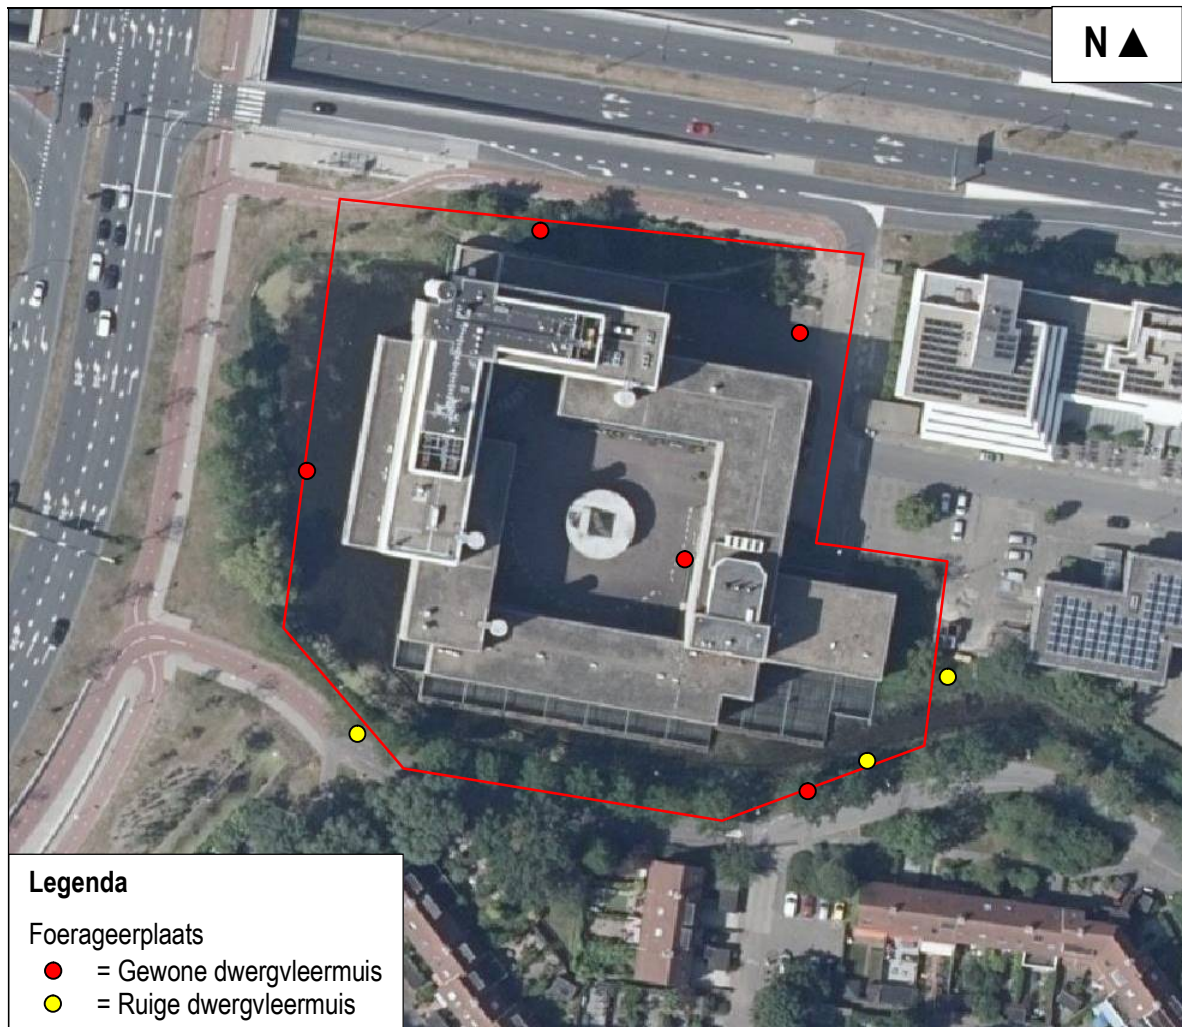 N ▲
Legenda
Foerageerplaats
= Gewone dwergvleermuis
= Ruige dwergvleermuis